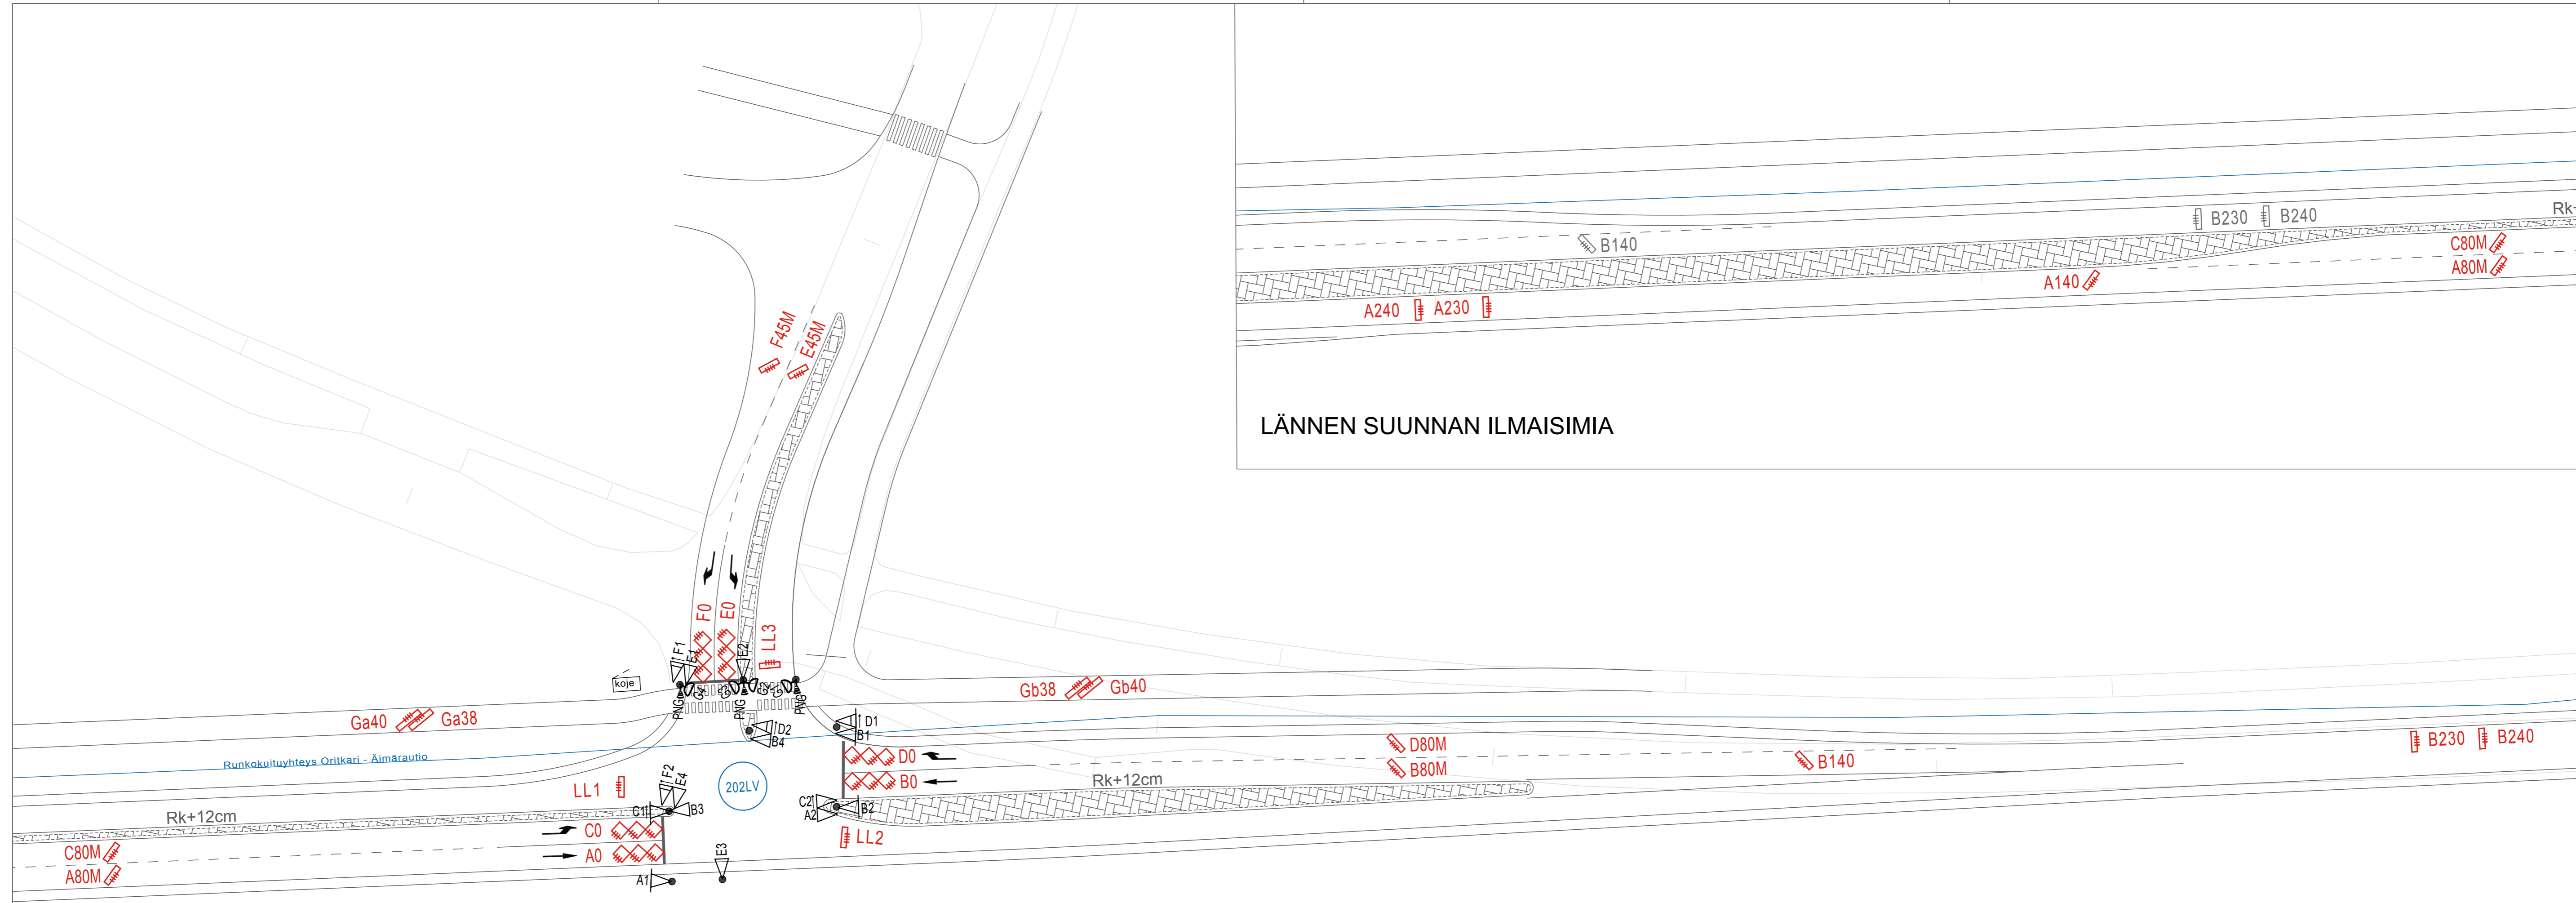 B230
B240
Rk+
B140
C80M
A80M
A140
A240
A230
LÄNNEN SUUNNAN ILMAISIMIA
F45M
E45M
F0
E0
LL3
F1
E1
E2
koje
PNG
PNG
PNG
Gb38
Gb40
Ga40
Ga38
D1
B1
D2
B4
D0
B0
D80M
B80M
B140
B230
B240
Runkokuituyhteys Oritkari - Äimärautio
202LV
Rk+12cm
LL1
F2
E4
C1
B3
C2
A2
B2
LL2
Rk+12cm
C0
A0
C80M
A80M
E3
A1